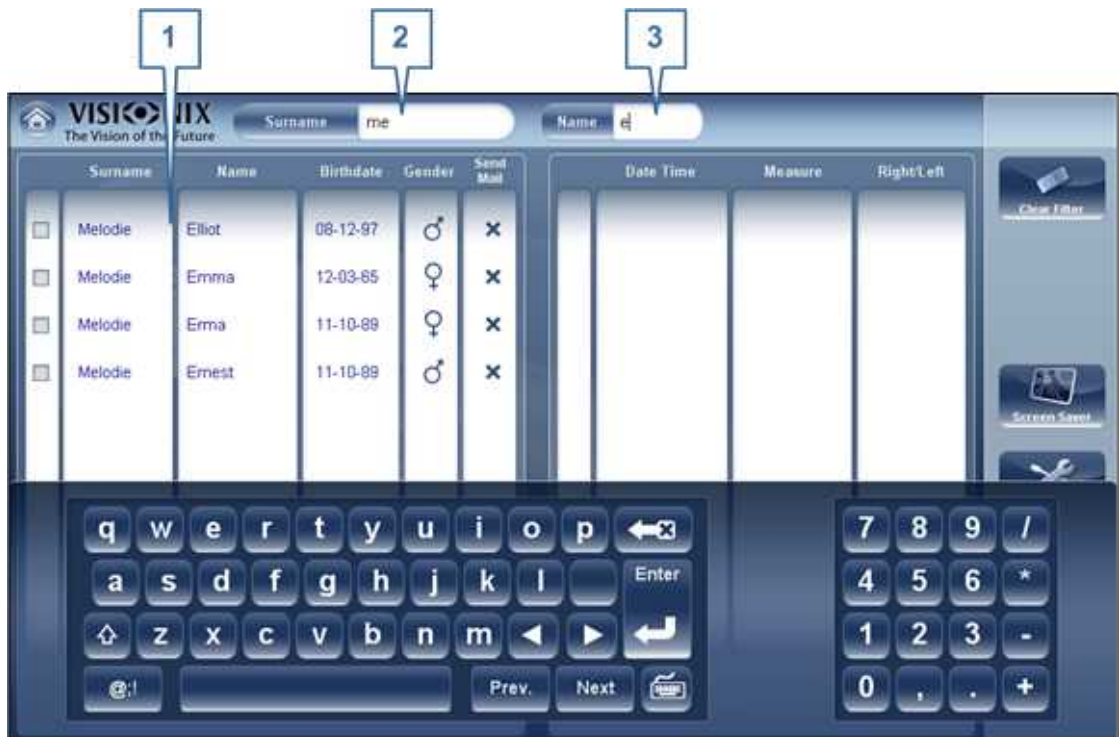 1 2 3
VISIONIX
The Vision of the Future
Surname me
Name e
Surname Name Birthdate Gender Send Mail
Date Time Measure Right/Left
Clear Filter
Melodie Elliot 08-12-97
Melodie Emma 12-03-65
Melodie Erma 11-10-89
Melodie Ernest 11-10-89
Screen Saver
q w e r t y u i o p
7 8 9 /
a s d f g h j k l Enter
4 5 6 *
z x c v b n m
1 2 3 -
@;! Prev. Next
0 , . +